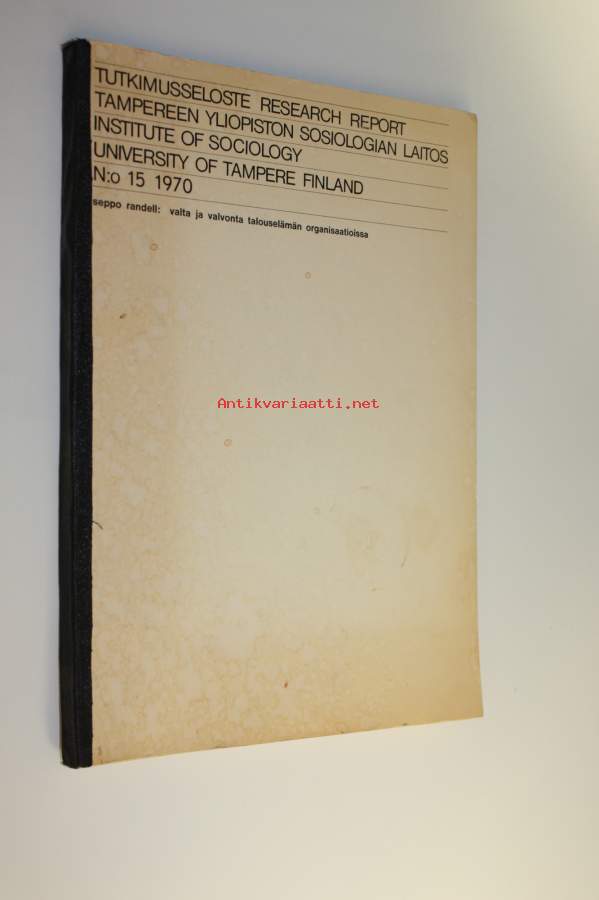 TUTKIMUSSELOSTE RESEARCH REPORT
TAMPEREEN YLIOPISTON SOSIOLOGIAN LAITOS
INSTITUTE OF SOCIOLOGY
UNIVERSITY OF TAMPERE FINLAND
N:o 15 1970
seppo randell: valta ja valvonta talouselämän organisaatioissa
Antikvariaatti.net